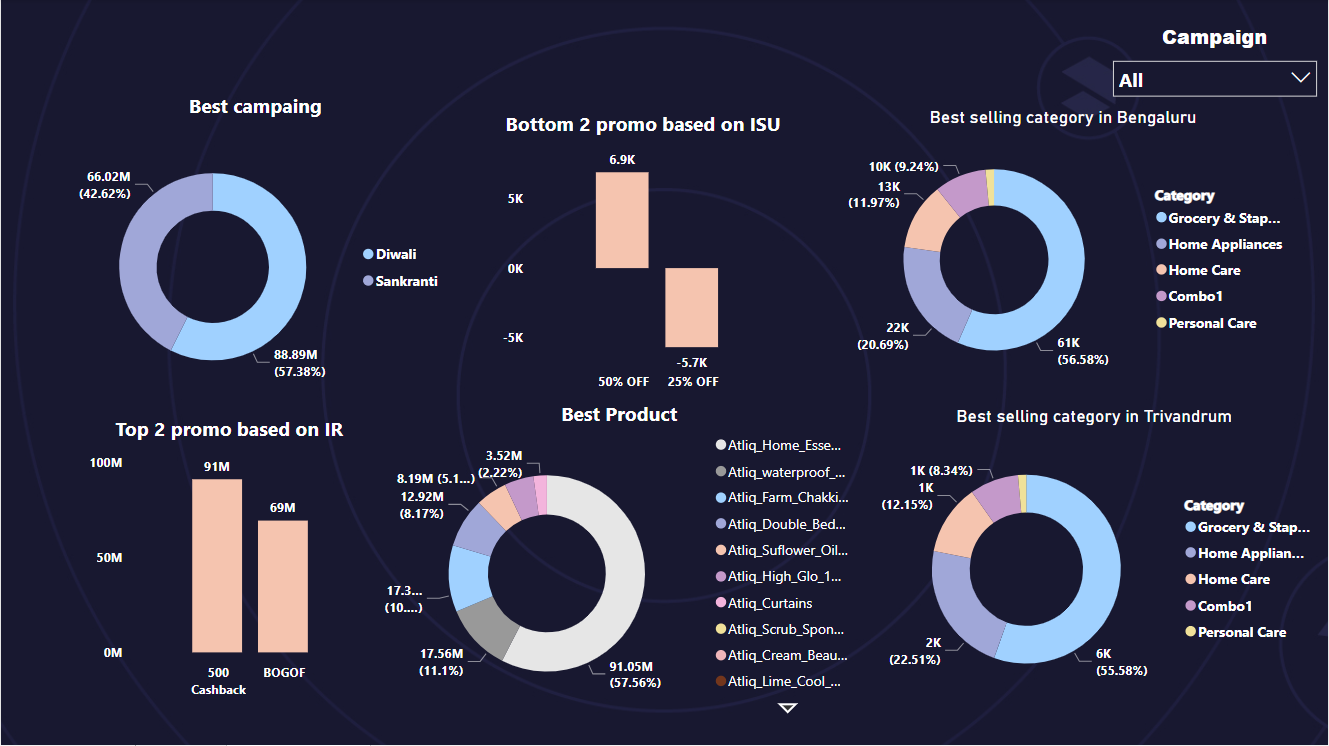 Campaign
All
Best campaing
66.02M
(42.62%)
88.89M
(57.38%)
Diwali
Sankranti
Bottom 2 promo based on ISU
6.9K
5K
0K
-5K
-5.7K
50% OFF
25% OFF
Best selling category in Bengaluru
10K (9.24%)
13K
(11.97%)
22K
(20.69%)
61K
(56.58%)
Category
Grocery & Stap...
Home Appliances
Home Care
Combo1
Personal Care
Top 2 promo based on IR
100M
50M
0M
91M
69M
500
Cashback
BOGOF
Best Product
3.52M
(2.22%)
8.19M (5.1...)
12.92M
(8.17%)
17.3...
(10....)
17.56M
(11.1%)
91.05M
(57.56%)
Atliq_Home_Esse...
Atliq_waterproof_...
Atliq_Farm_Chakki...
Atliq_Double_Bed...
Atliq_Suflower_Oil...
Atliq_High_Glo_1...
Atliq_Curtains
Atliq_Scrub_Spon...
Atliq_Cream_Beau...
Atliq_Lime_Cool_...
Best selling category in Trivandrum
1K (8.34%)
1K
(12.15%)
2K
(22.51%)
6K
(55.58%)
Category
Grocery & Stap...
Home Applian...
Home Care
Combo1
Personal Care